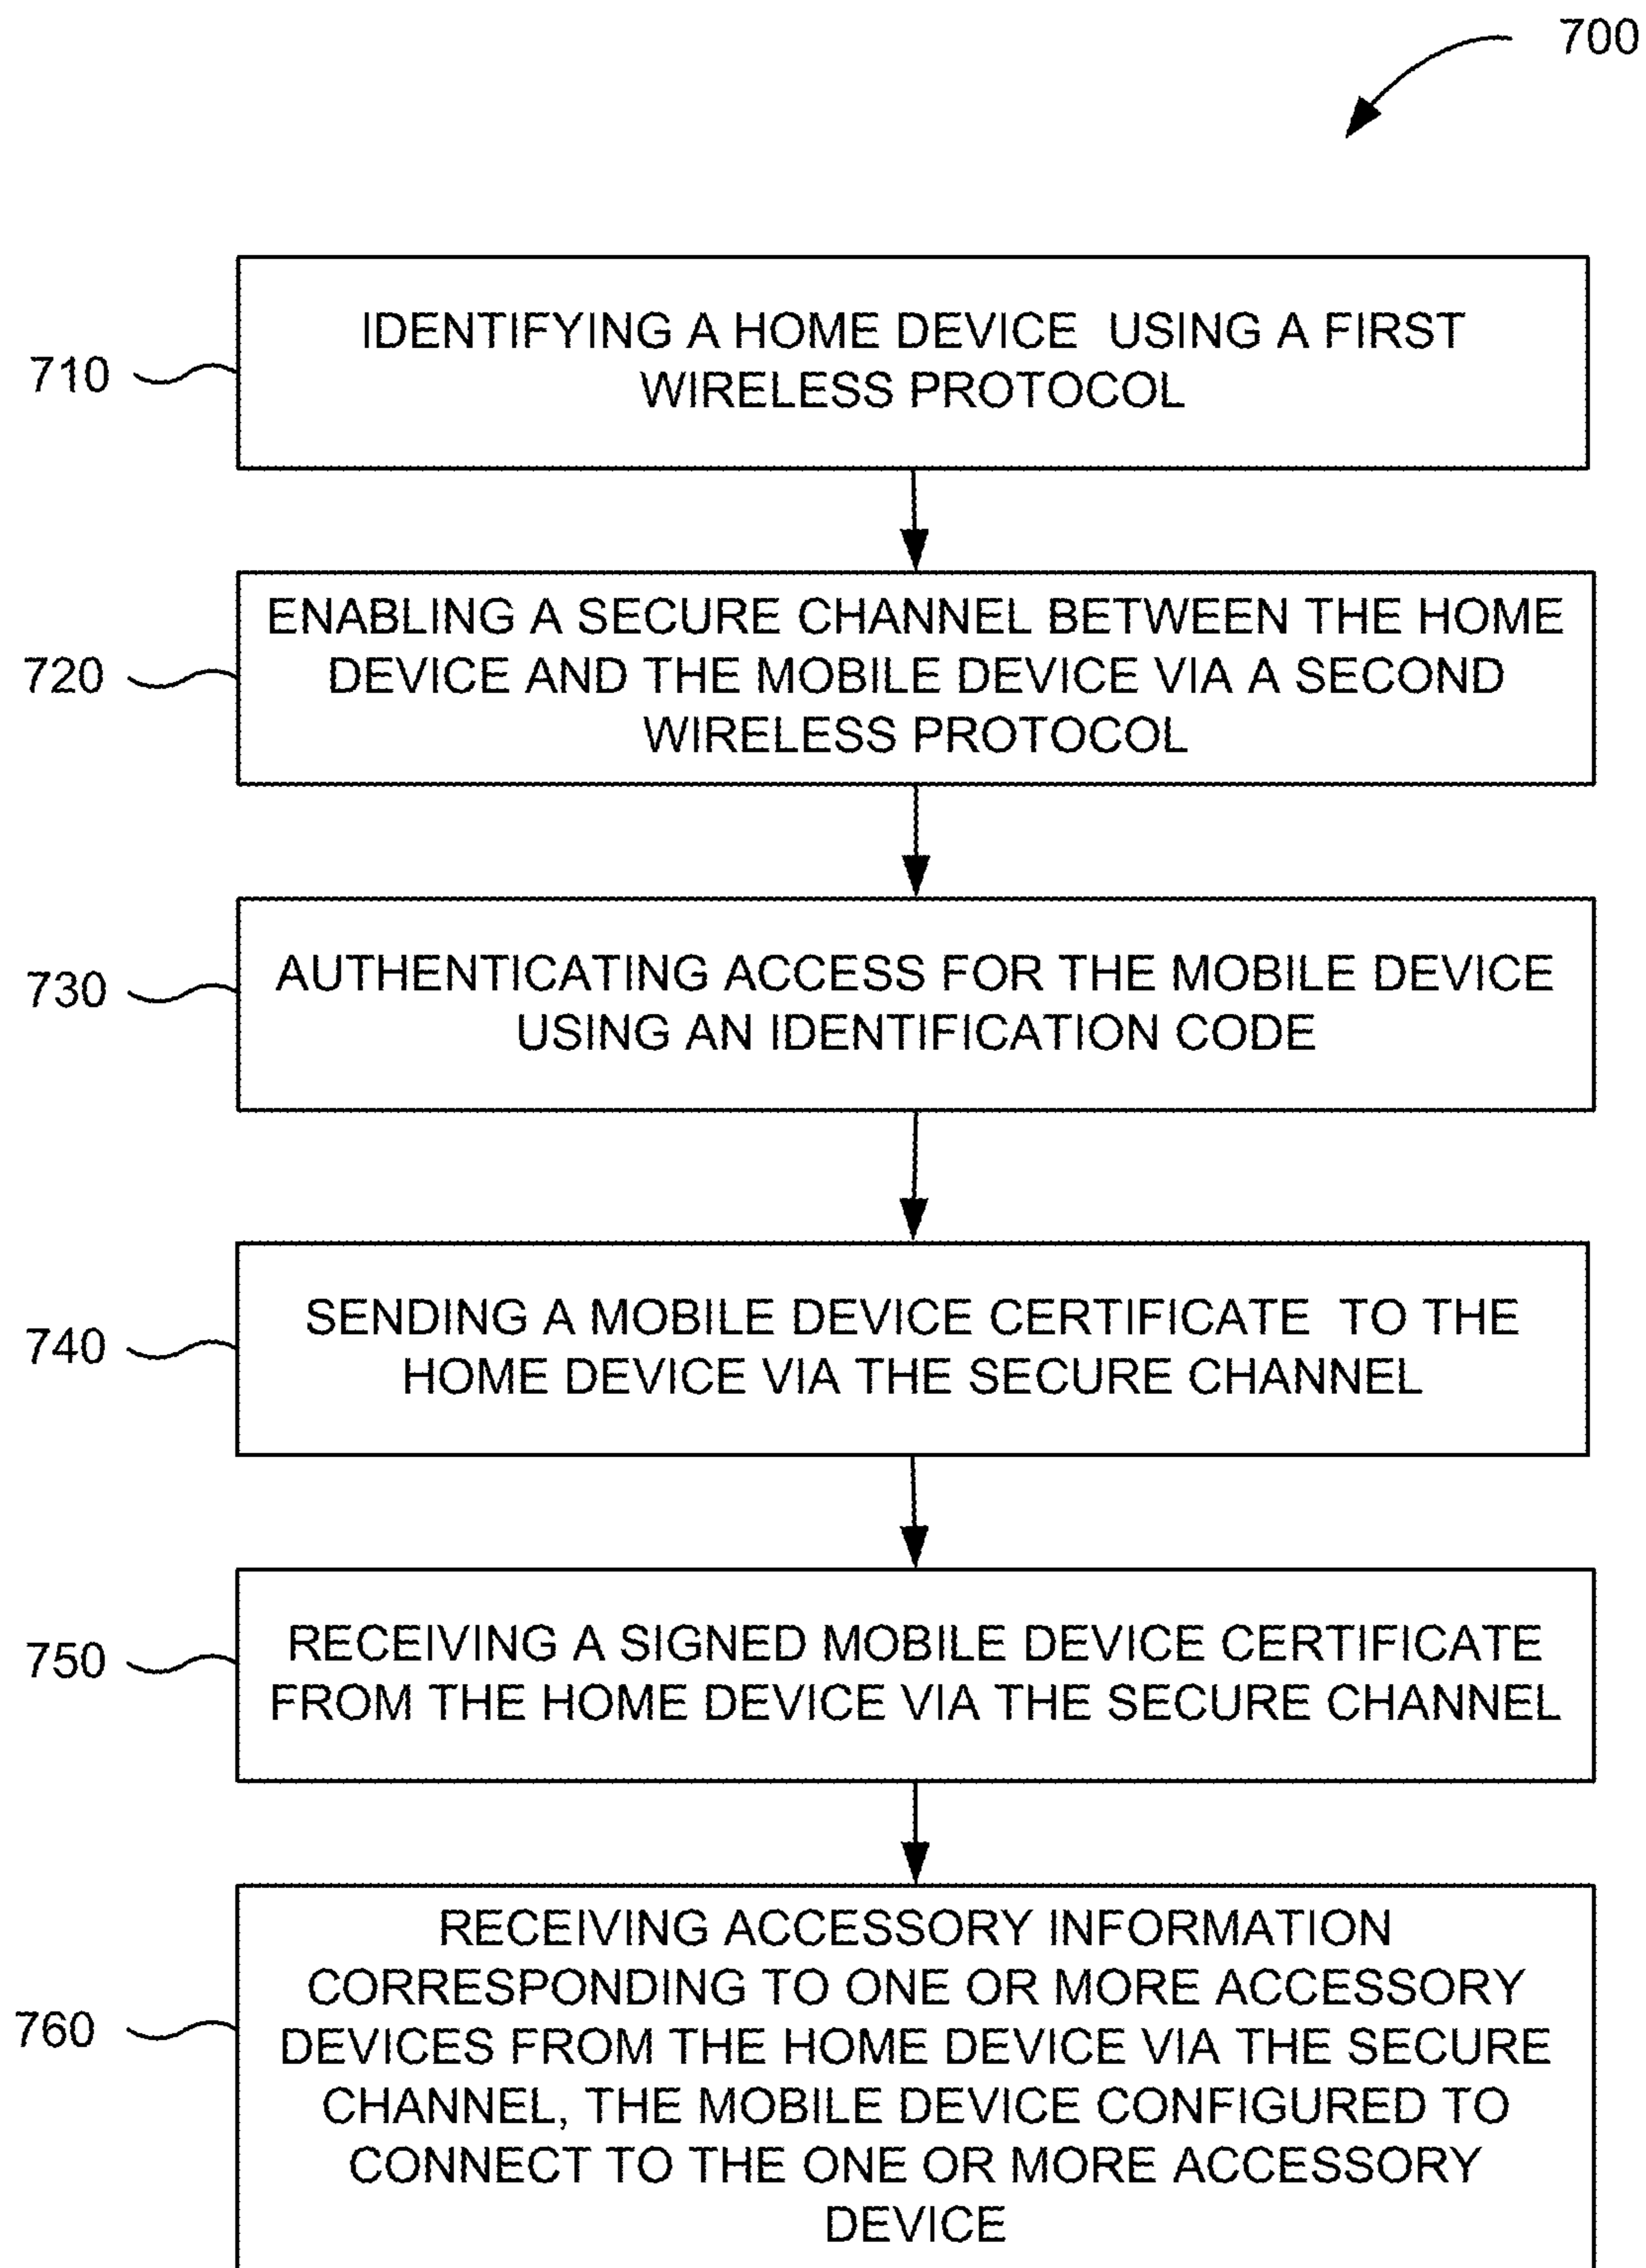 700
710
IDENTIFYING A HOME DEVICE USING A FIRST
WIRELESS PROTOCOL
720
ENABLING A SECURE CHANNEL BETWEEN THE HOME
DEVICE AND THE MOBILE DEVICE VIA A SECOND
WIRELESS PROTOCOL
730
AUTHENTICATING ACCESS FOR THE MOBILE DEVICE
USING AN IDENTIFICATION CODE
740
SENDING A MOBILE DEVICE CERTIFICATE TO THE
HOME DEVICE VIA THE SECURE CHANNEL
750
RECEIVING A SIGNED MOBILE DEVICE CERTIFICATE
FROM THE HOME DEVICE VIA THE SECURE CHANNEL
760
RECEIVING ACCESSORY INFORMATION
CORRESPONDING TO ONE OR MORE ACCESSORY
DEVICES FROM THE HOME DEVICE VIA THE SECURE
CHANNEL, THE MOBILE DEVICE CONFIGURED TO
CONNECT TO THE ONE OR MORE ACCESSORY
DEVICE